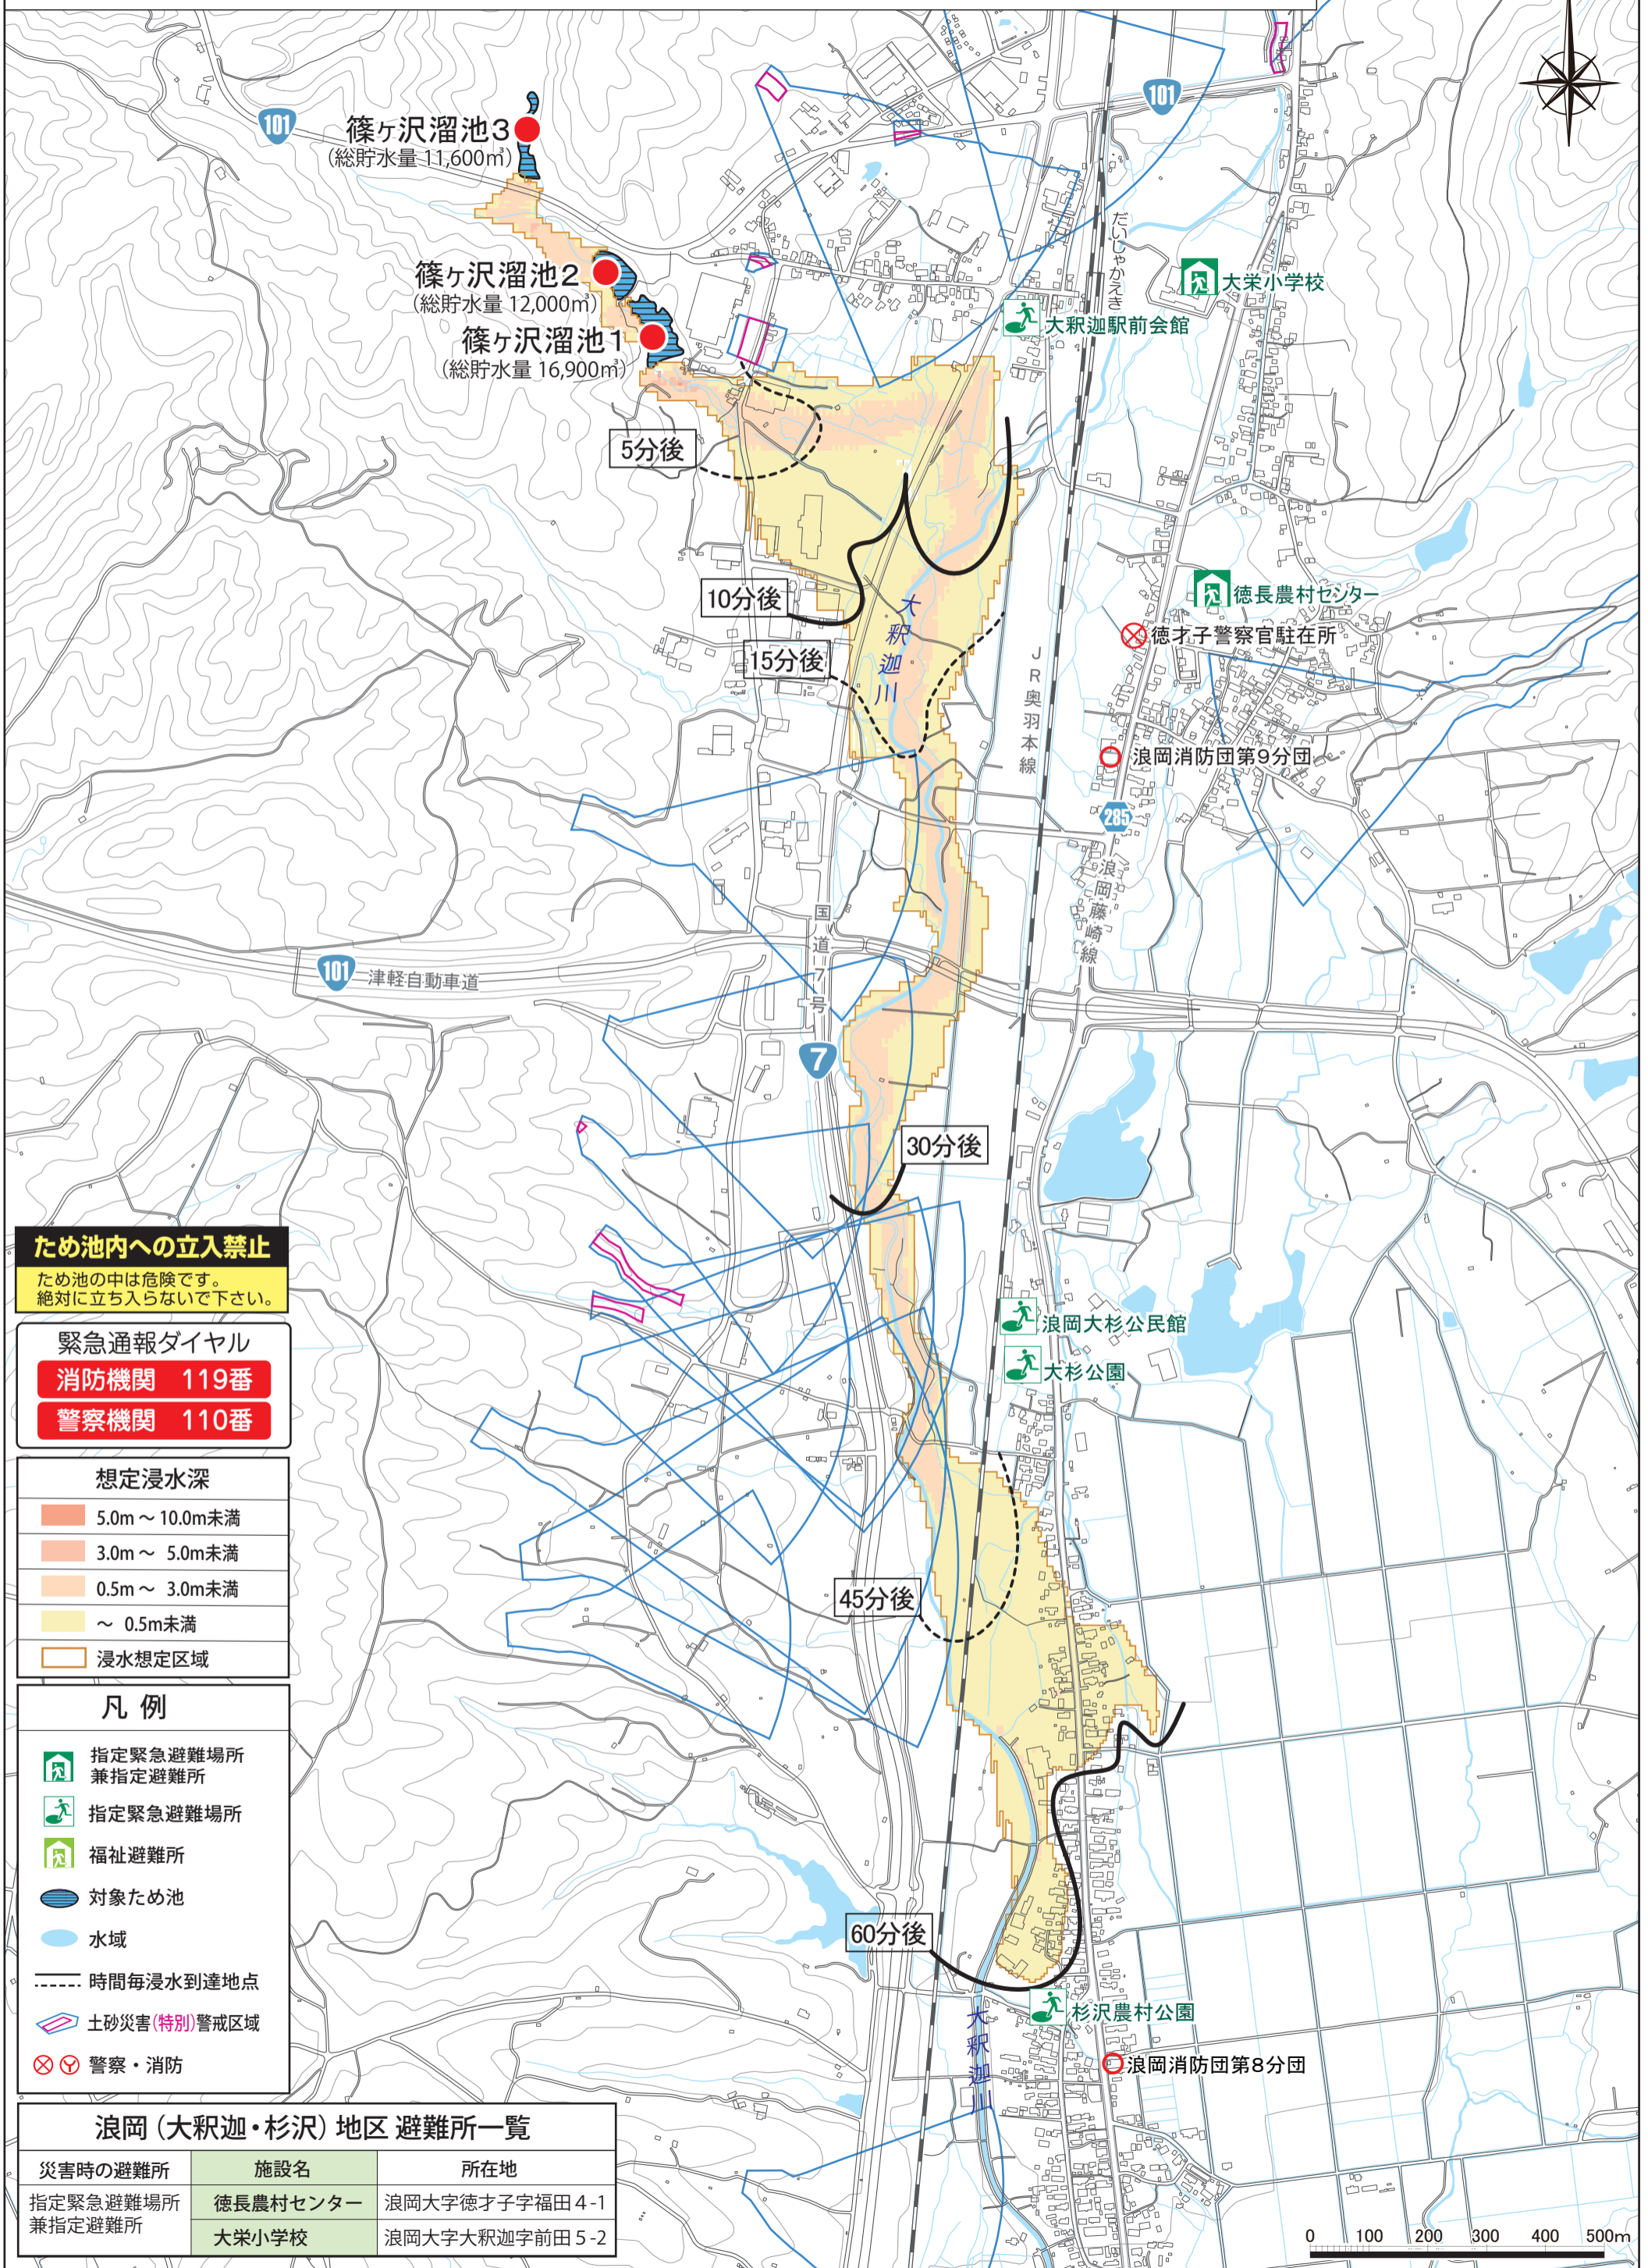 101
篠ヶ沢溜池3
(総貯水量 11,600㎥)
101
篠ヶ沢溜池2
(総貯水量 12,000㎥)
篠ヶ沢溜池1
(総貯水量 16,900㎥)
だいしゃかえき
大栄小学校
大釈迦駅前会館
5分後
10分後
15分後
大釈迦川
JR奥羽本線
徳長農村センター
徳才子警察官駐在所
浪岡消防団第9分団
285
浪岡藤崎線
国道7号
101
津軽自動車道
7
30分後
浪岡大杉公民館
大杉公園
45分後
60分後
杉沢農村公園
大釈迦川
浪岡消防団第8分団
ため池内への立入禁止
ため池の中は危険です。
絶対に立ち入らないで下さい。
緊急通報ダイヤル
消防機関 119番
警察機関 110番
想定浸水深
5.0m ～ 10.0m未満
3.0m ～ 5.0m未満
0.5m ～ 3.0m未満
～ 0.5m未満
浸水想定区域
凡 例
指定緊急避難場所
兼指定避難所
指定緊急避難場所
福祉避難所
対象ため池
水域
時間毎浸水到達地点
土砂災害(特別)警戒区域
警察・消防
浪岡(大釈迦・杉沢)地区 避難所一覧
災害時の避難所 施設名 所在地
指定緊急避難場所
兼指定避難所
徳長農村センター 浪岡大字徳才子字福田4-1
大栄小学校 浪岡大字大釈迦字前田5-2
0 100 200 300 400 500m